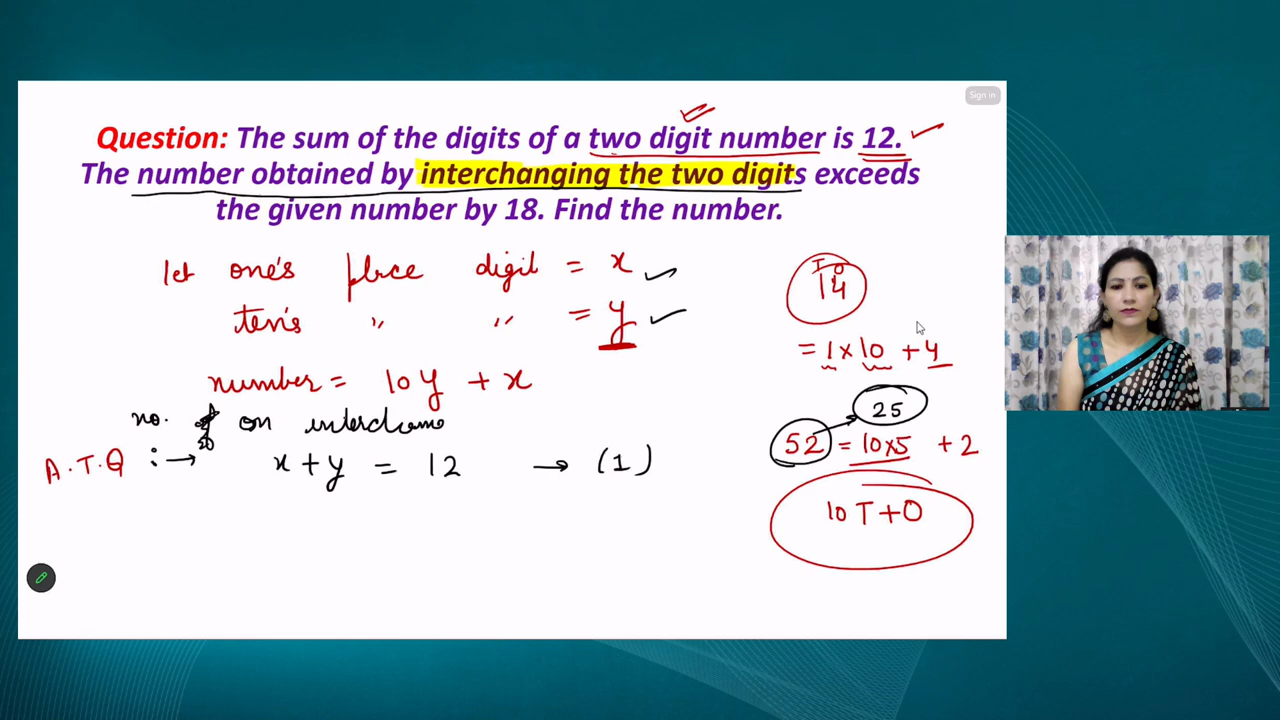 Sign in
Question: The sum of the digits of a two digit number is 12.
The number obtained by interchanging the two digits exceeds
the given number by 18. Find the number.
let one's place digit = x
ten's " " = y
number = 10y + x
no. on
A.T.Q :→ x + y = 12 → (1)
T O
14
= 1 × 10 + 4
25
52 = 10×5 + 2
10T + O